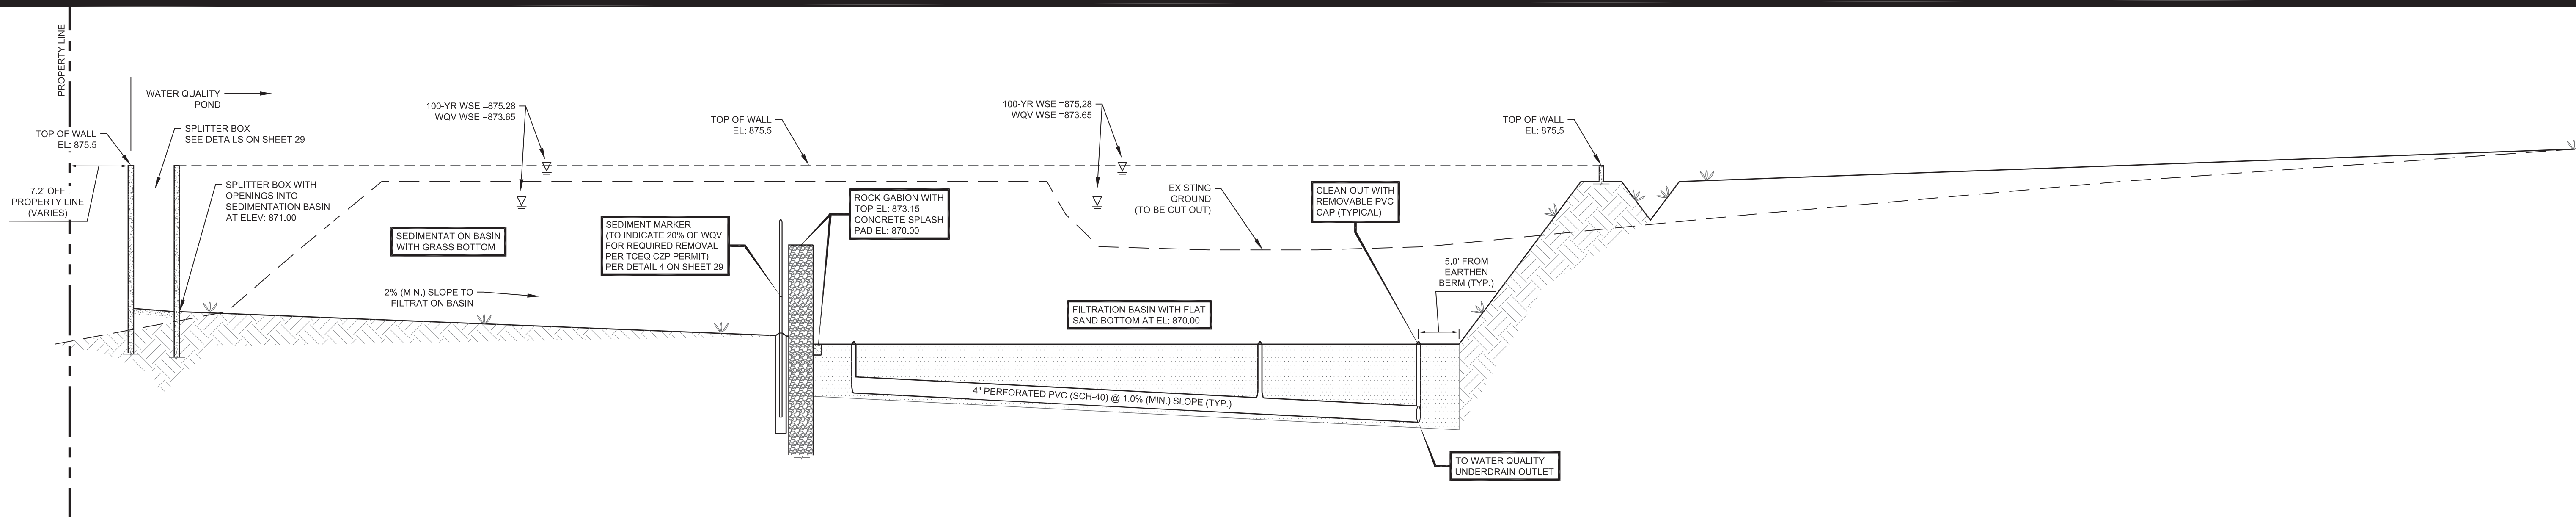 PROPERTY LINE
WATER QUALITY
POND
TOP OF WALL
EL: 875.5
SPLITTER BOX
SEE DETAILS ON SHEET 29
7.2' OFF
PROPERTY LINE
(VARIES)
SPLITTER BOX WITH
OPENINGS INTO
SEDIMENTATION BASIN
AT ELEV: 871.00
100-YR WSE =875.28
WQV WSE =873.65
SEDIMENTATION BASIN
WITH GRASS BOTTOM
2% (MIN.) SLOPE TO
FILTRATION BASIN
SEDIMENT MARKER
(TO INDICATE 20% OF WQV
FOR REQUIRED REMOVAL
PER TCEQ CZP PERMIT)
PER DETAIL 4 ON SHEET 29
TOP OF WALL
EL: 875.5
ROCK GABION WITH
TOP EL: 873.15
CONCRETE SPLASH
PAD EL: 870.00
100-YR WSE =875.28
WQV WSE =873.65
EXISTING
GROUND
(TO BE CUT OUT)
FILTRATION BASIN WITH FLAT
SAND BOTTOM AT EL: 870.00
4" PERFORATED PVC (SCH-40) @ 1.0% (MIN.) SLOPE (TYP.)
CLEAN-OUT WITH
REMOVABLE PVC
CAP (TYPICAL)
5.0' FROM
EARTHEN
BERM (TYP.)
TOP OF WALL
EL: 875.5
TO WATER QUALITY
UNDERDRAIN OUTLET